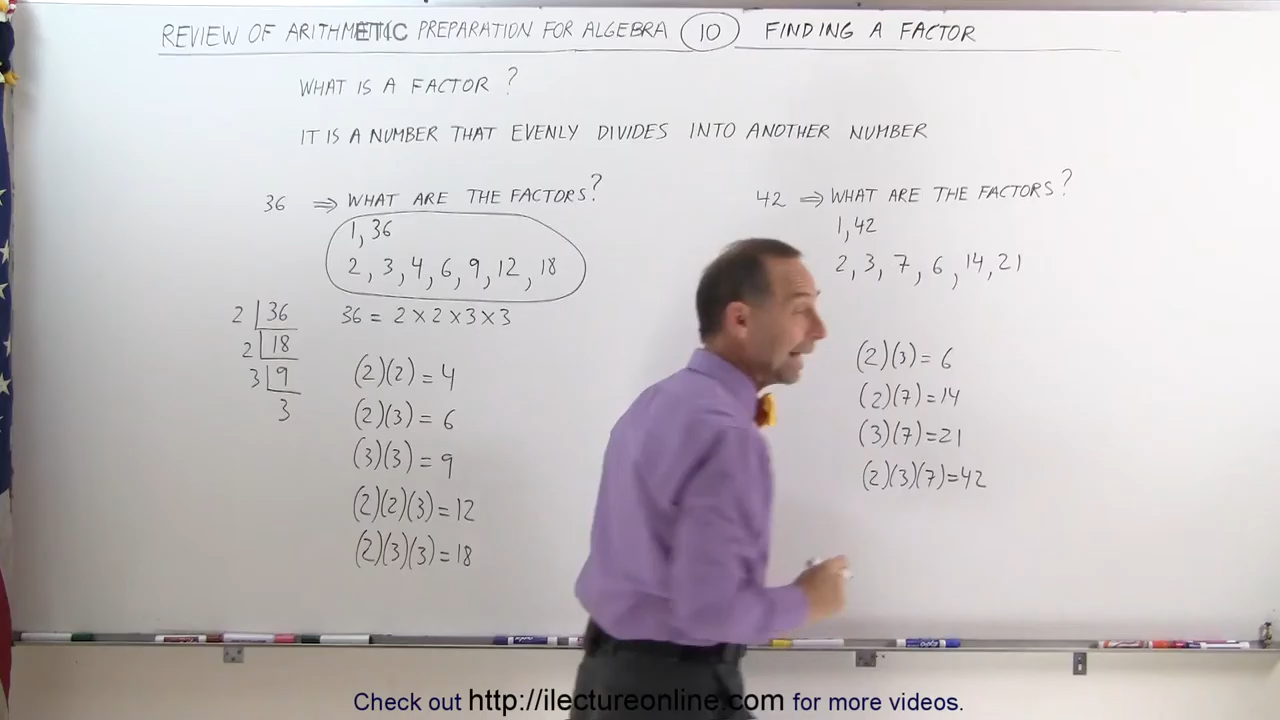 REVIEW OF ARITHMETIC PREPARATION FOR ALGEBRA 10 FINDING A FACTOR
WHAT IS A FACTOR ?
IT IS A NUMBER THAT EVENLY DIVIDES INTO ANOTHER NUMBER
36 ⇒ WHAT ARE THE FACTORS?
1, 36
2, 3, 4, 6, 9, 12, 18
36 = 2 × 2 × 3 × 3
2 36
2 18
3 9
3
(2)(2) = 4
(2)(3) = 6
(3)(3) = 9
(2)(2)(3) = 12
(2)(3)(3) = 18
42 ⇒ WHAT ARE THE FACTORS?
1, 42
2, 3, 7, 6, 14, 21
(2)(3) = 6
(2)(7) = 14
(3)(7) = 21
(2)(3)(7) = 42
Check out http://ilectureonline.com for more videos.